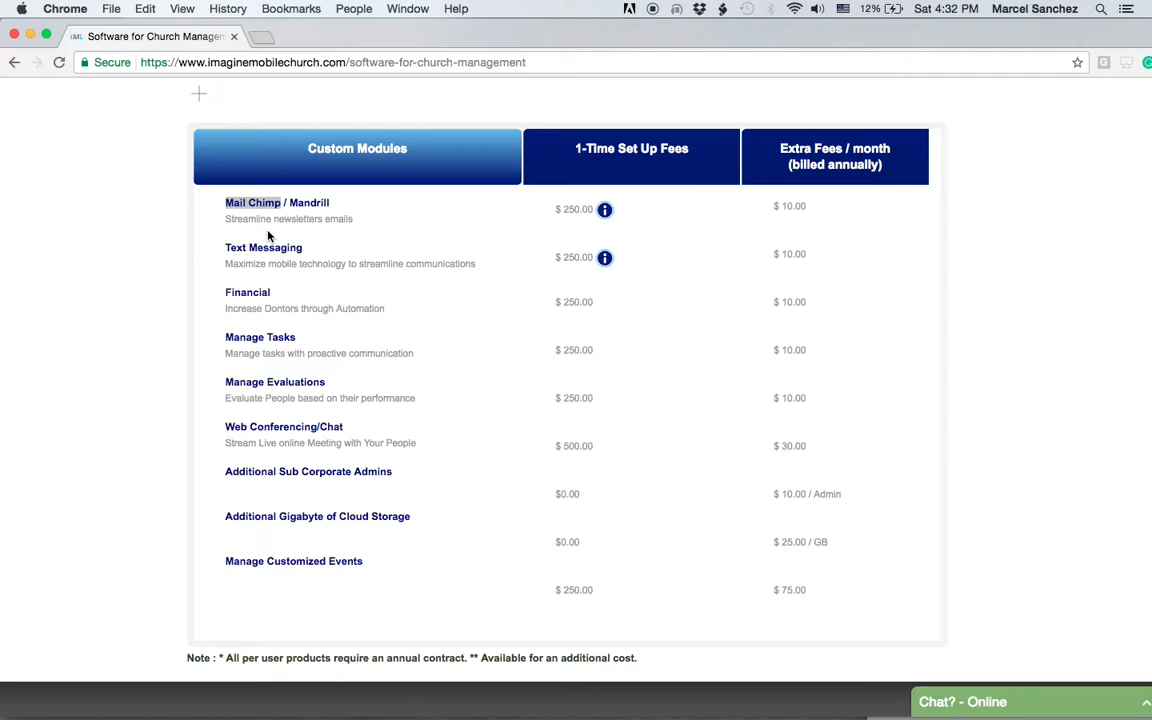 Chrome File Edit View History Bookmarks People Window Help 12% Sat 4:32 PM Marcel Sanchez
Software for Church Managem
Secure https://www.imaginemobilechurch.com/software-for-church-management
Custom Modules 1-Time Set Up Fees Extra Fees / month
(billed annually)
Mail Chimp / Mandrill $ 250.00 i $ 10.00
Streamline newsletters emails
Text Messaging $ 250.00 i $ 10.00
Maximize mobile technology to streamline communications
Financial $ 250.00 $ 10.00
Increase Dontors through Automation
Manage Tasks $ 250.00 $ 10.00
Manage tasks with proactive communication
Manage Evaluations $ 250.00 $ 10.00
Evaluate People based on their performance
Web Conferencing/Chat $ 500.00 $ 30.00
Stream Live online Meeting with Your People
Additional Sub Corporate Admins
$0.00 $ 10.00 / Admin
Additional Gigabyte of Cloud Storage
$0.00 $ 25.00 / GB
Manage Customized Events
$ 250.00 $ 75.00
Note : * All per user products require an annual contract. ** Available for an additional cost.
Chat? - Online